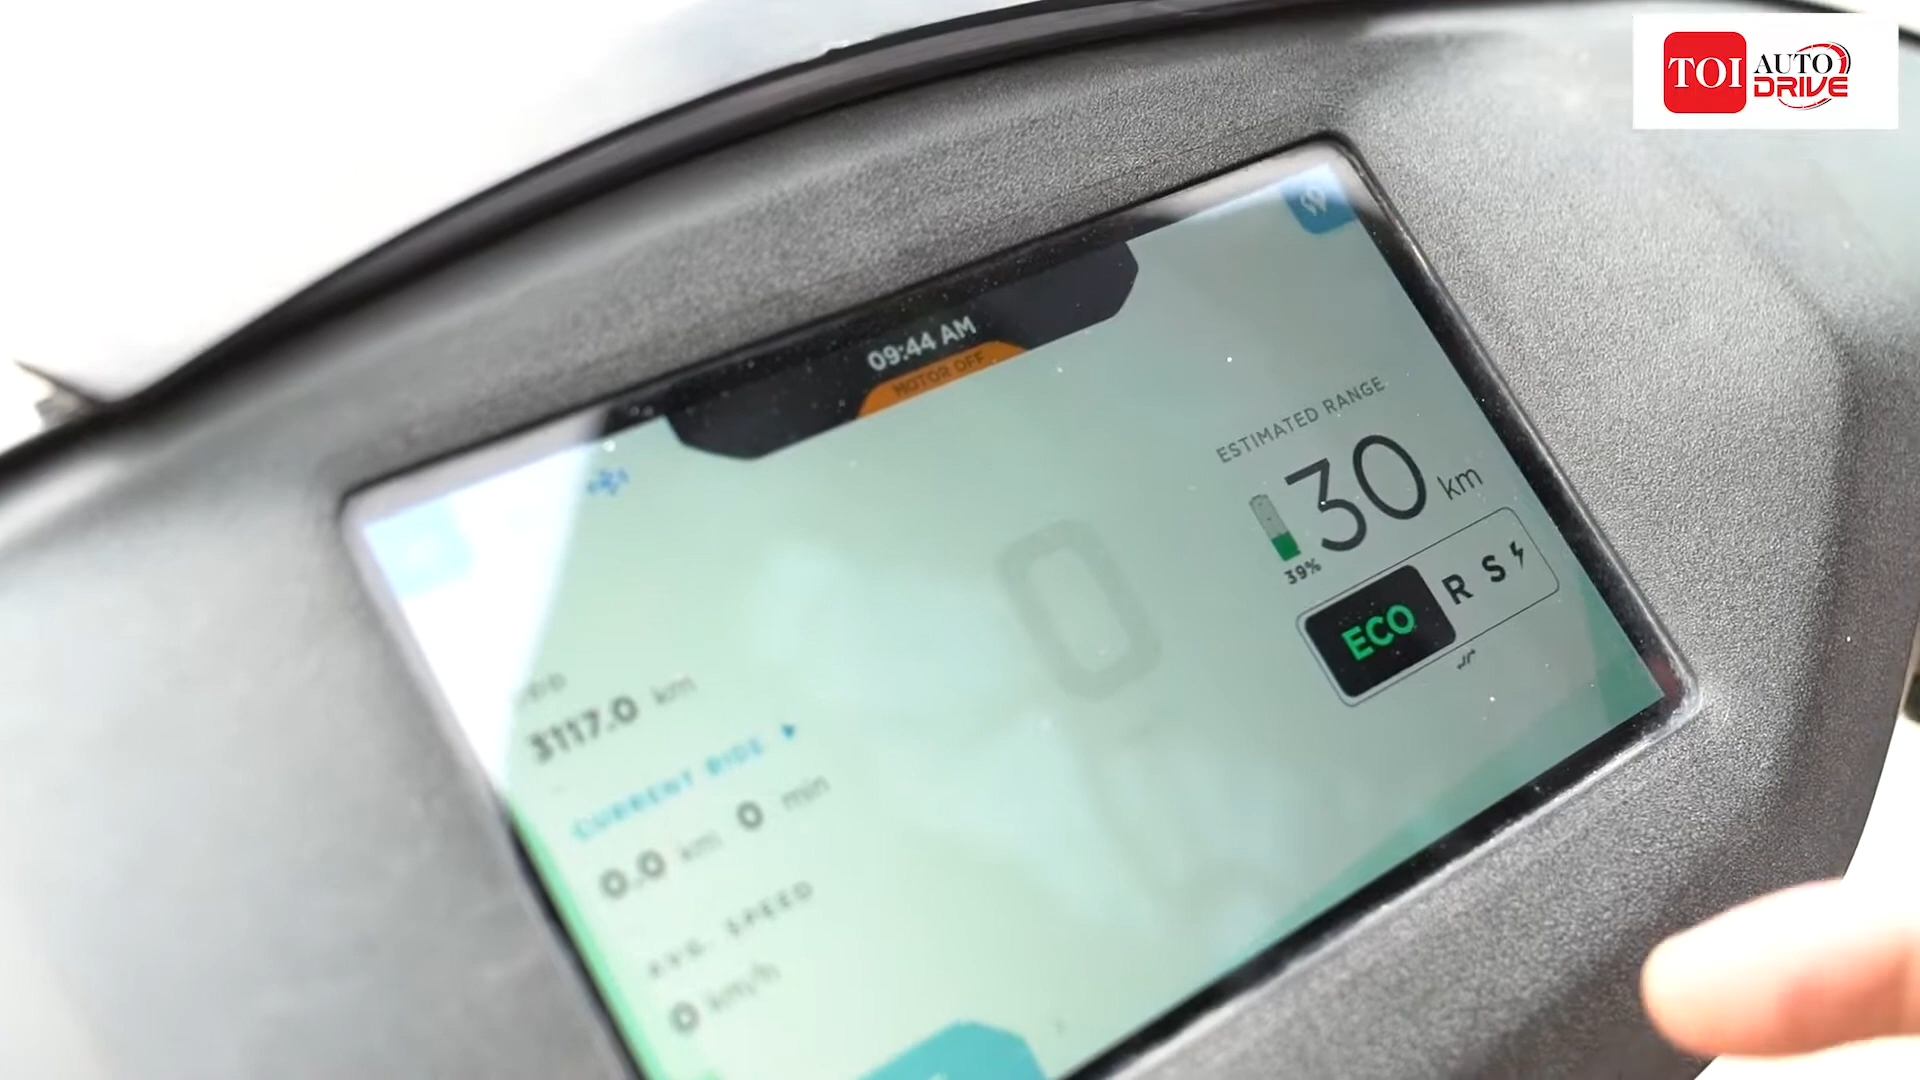 TOI AUTO
DRIVE
09:44 AM
MOTOR OFF
ESTIMATED RANGE
30 km
39%
ECO R S
3117.0 km
CURRENT RIDE
0.0 km 0 min
AVG. SPEED
0 km/h
0